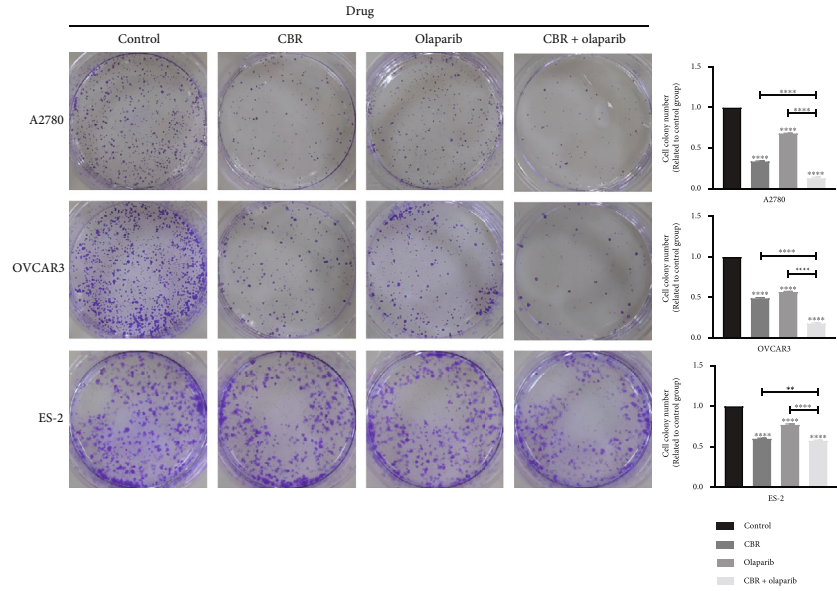 Drug
Control CBR Olaparib CBR + olaparib
A2780
OVCAR3
ES-2
Cell colony number
(Related to control group)
1.5
1.0
0.5
0.0
****
****
****
****
****
A2780
Cell colony number
(Related to control group)
1.5
1.0
0.5
0.0
****
****
****
****
****
OVCAR3
Cell colony number
(Related to control group)
1.5
1.0
0.5
0.0
**
****
****
****
****
ES-2
Control
CBR
Olaparib
CBR + olaparib